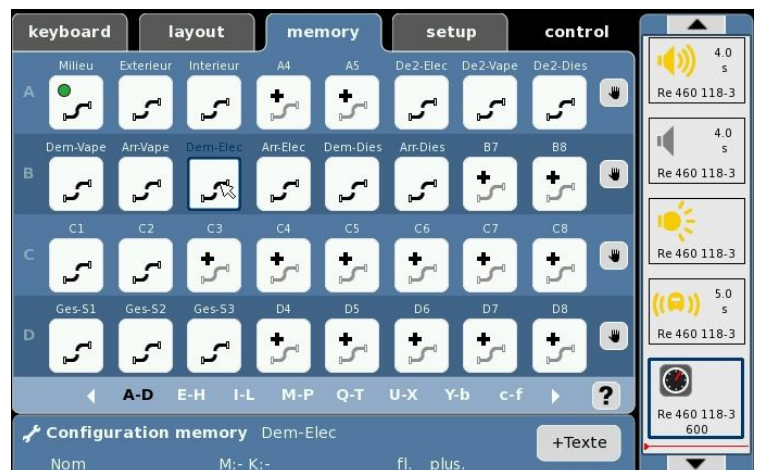 keyboard layout memory setup control
Milieu Exterieur Interieur A4 A5 De2-Elec De2-Vape De2-Dies
A
Dem-Vape Arr-Vape Dem-Elec Arr-Elec Dem-Dies Arr-Dies B7 B8
B
C1 C2 C3 C4 C5 C6 C7 C8
C
Ges-S1 Ges-S2 Ges-S3 D4 D5 D6 D7 D8
D
A-D E-H I-L M-P Q-T U-X Y-b c-f ?
Configuration memory Dem-Elec
+Texte
Nom M:- K:- fl. plus.
4.0
s
Re 460 118-3
4.0
s
Re 460 118-3
Re 460 118-3
5.0
s
Re 460 118-3
Re 460 118-3
600